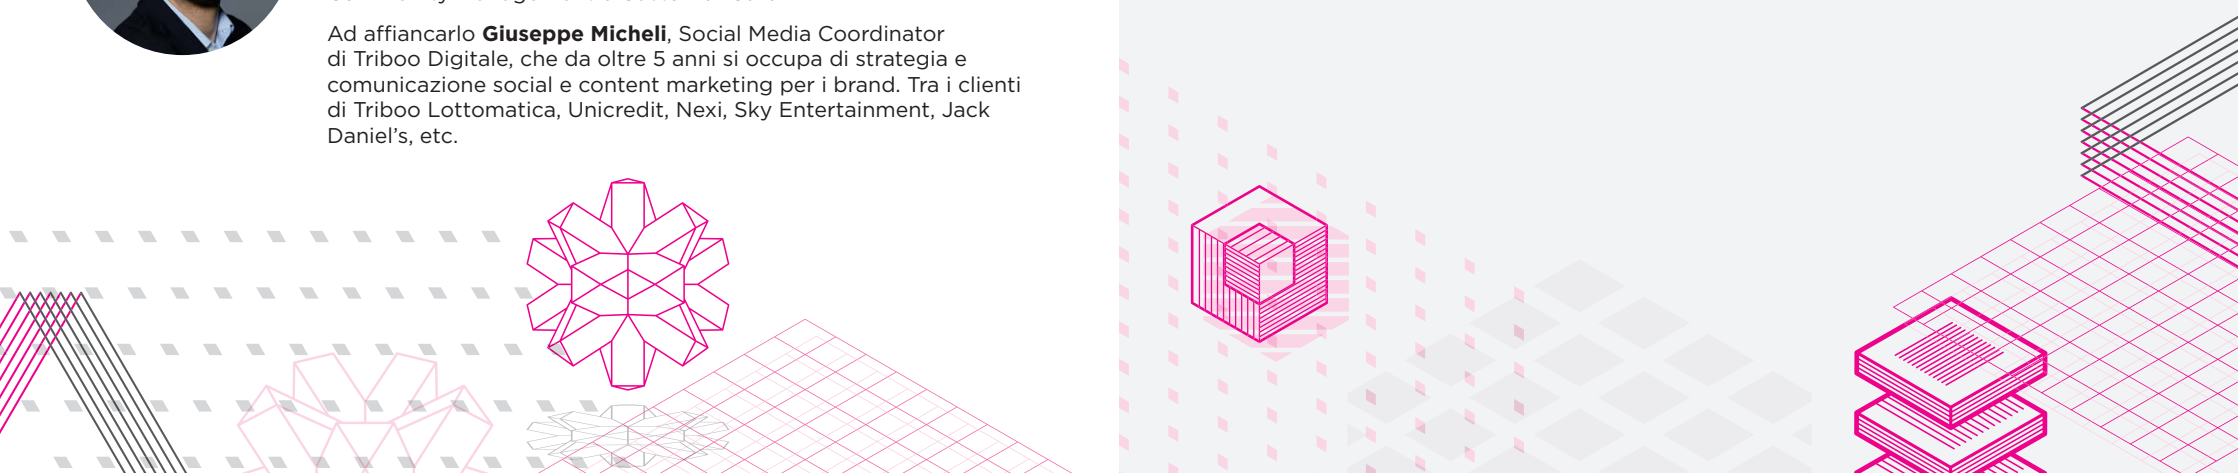 Ad affiancarlo Giuseppe Micheli, Social Media Coordinator
di Triboo Digitale, che da oltre 5 anni si occupa di strategia e
comunicazione social e content marketing per i brand. Tra i clienti
di Triboo Lottomatica, Unicredit, Nexi, Sky Entertainment, Jack
Daniel’s, etc.